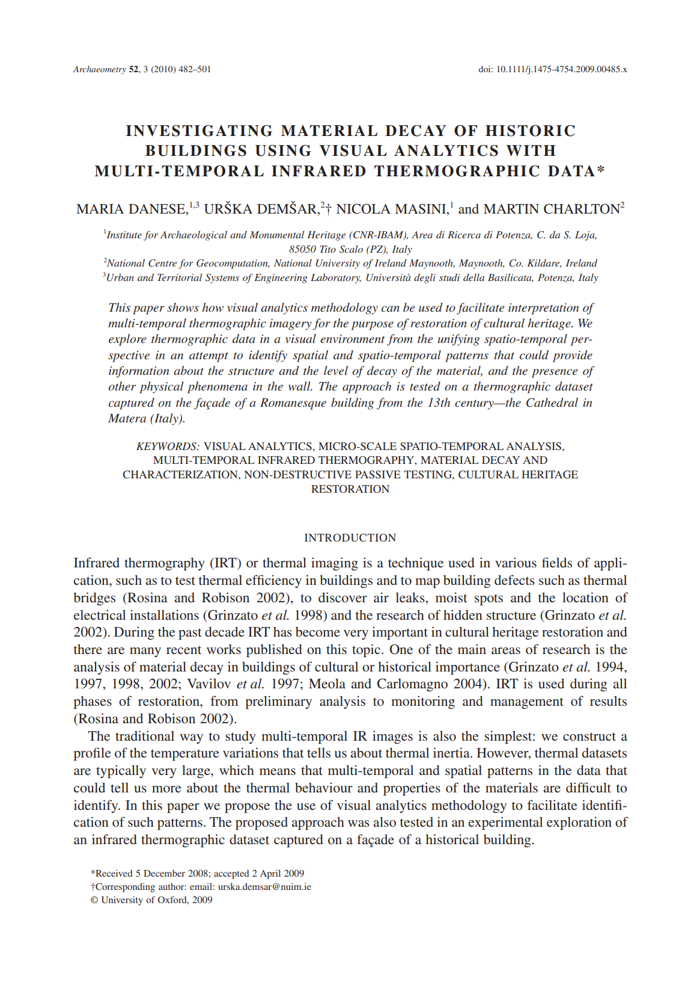 Archaeometry 52, 3 (2010) 482–501
doi: 10.1111/j.1475-4754.2009.00485.x
INVESTIGATING MATERIAL DECAY OF HISTORIC
BUILDINGS USING VISUAL ANALYTICS WITH
MULTI-TEMPORAL INFRARED THERMOGRAPHIC DATA*
MARIA DANESE,1,3 URŠKA DEMŠAR,2† NICOLA MASINI,1 and MARTIN CHARLTON2
1Institute for Archaeological and Monumental Heritage (CNR-IBAM), Area di Ricerca di Potenza, C. da S. Loja,
85050 Tito Scalo (PZ), Italy
2National Centre for Geocomputation, National University of Ireland Maynooth, Maynooth, Co. Kildare, Ireland
3Urban and Territorial Systems of Engineering Laboratory, Università degli studi della Basilicata, Potenza, Italy
This paper shows how visual analytics methodology can be used to facilitate interpretation of
multi-temporal thermographic imagery for the purpose of restoration of cultural heritage. We
explore thermographic data in a visual environment from the unifying spatio-temporal per-
spective in an attempt to identify spatial and spatio-temporal patterns that could provide
information about the structure and the level of decay of the material, and the presence of
other physical phenomena in the wall. The approach is tested on a thermographic dataset
captured on the façade of a Romanesque building from the 13th century—the Cathedral in
Matera (Italy).
KEYWORDS: VISUAL ANALYTICS, MICRO-SCALE SPATIO-TEMPORAL ANALYSIS,
MULTI-TEMPORAL INFRARED THERMOGRAPHY, MATERIAL DECAY AND
CHARACTERIZATION, NON-DESTRUCTIVE PASSIVE TESTING, CULTURAL HERITAGE
RESTORATION
INTRODUCTION
Infrared thermography (IRT) or thermal imaging is a technique used in various fields of appli-
cation, such as to test thermal efficiency in buildings and to map building defects such as thermal
bridges (Rosina and Robison 2002), to discover air leaks, moist spots and the location of
electrical installations (Grinzato et al. 1998) and the research of hidden structure (Grinzato et al.
2002). During the past decade IRT has become very important in cultural heritage restoration and
there are many recent works published on this topic. One of the main areas of research is the
analysis of material decay in buildings of cultural or historical importance (Grinzato et al. 1994,
1997, 1998, 2002; Vavilov et al. 1997; Meola and Carlomagno 2004). IRT is used during all
phases of restoration, from preliminary analysis to monitoring and management of results
(Rosina and Robison 2002).
The traditional way to study multi-temporal IR images is also the simplest: we construct a
profile of the temperature variations that tells us about thermal inertia. However, thermal datasets
are typically very large, which means that multi-temporal and spatial patterns in the data that
could tell us more about the thermal behaviour and properties of the materials are difficult to
identify. In this paper we propose the use of visual analytics methodology to facilitate identifi-
cation of such patterns. The proposed approach was also tested in an experimental exploration of
an infrared thermographic dataset captured on a façade of a historical building.
*Received 5 December 2008; accepted 2 April 2009
†Corresponding author: email: urska.demsar@nuim.ie
© University of Oxford, 2009